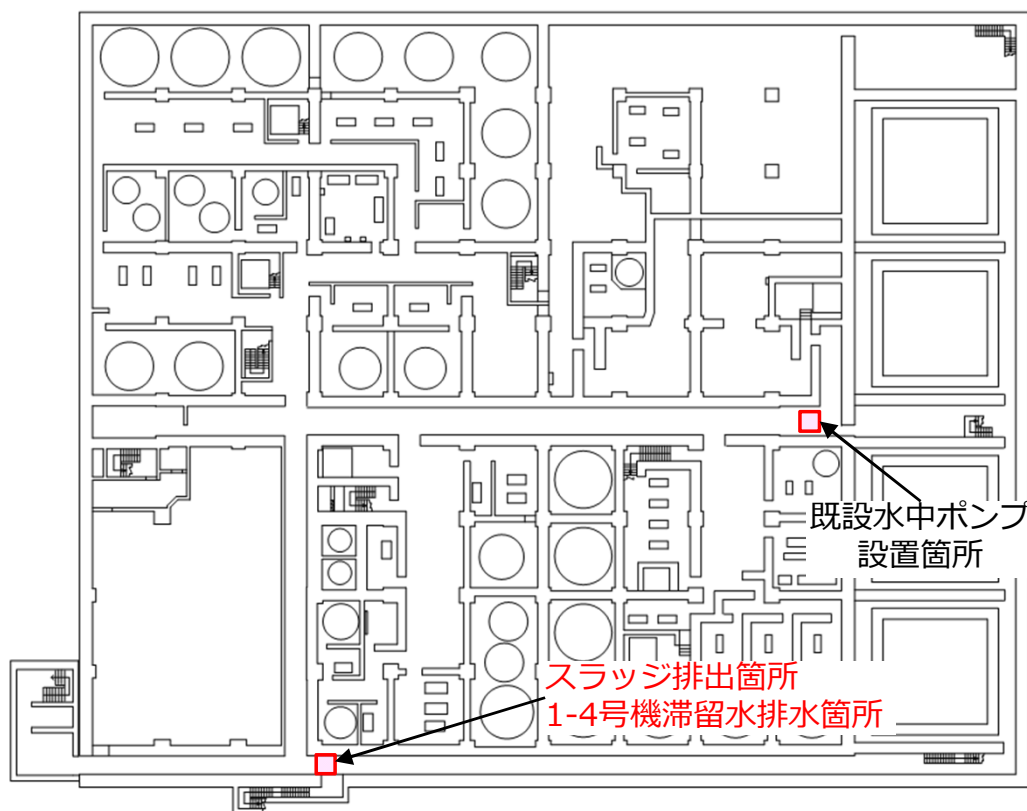 既設水中ポンプ
設置箇所
スラッジ排出箇所
1-4号機滞留水排水箇所